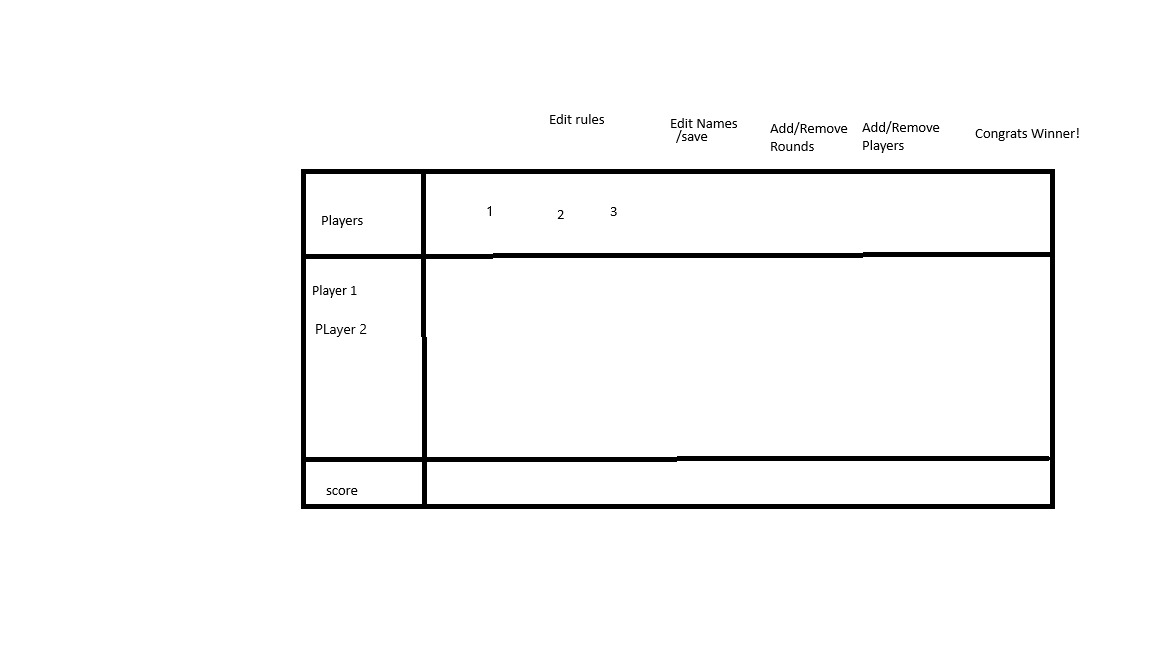 Edit rules
Edit Names
/save
Add/Remove
Rounds
Add/Remove
Players
Congrats Winner!
Players
1
2
3
Player 1
PLayer 2
score